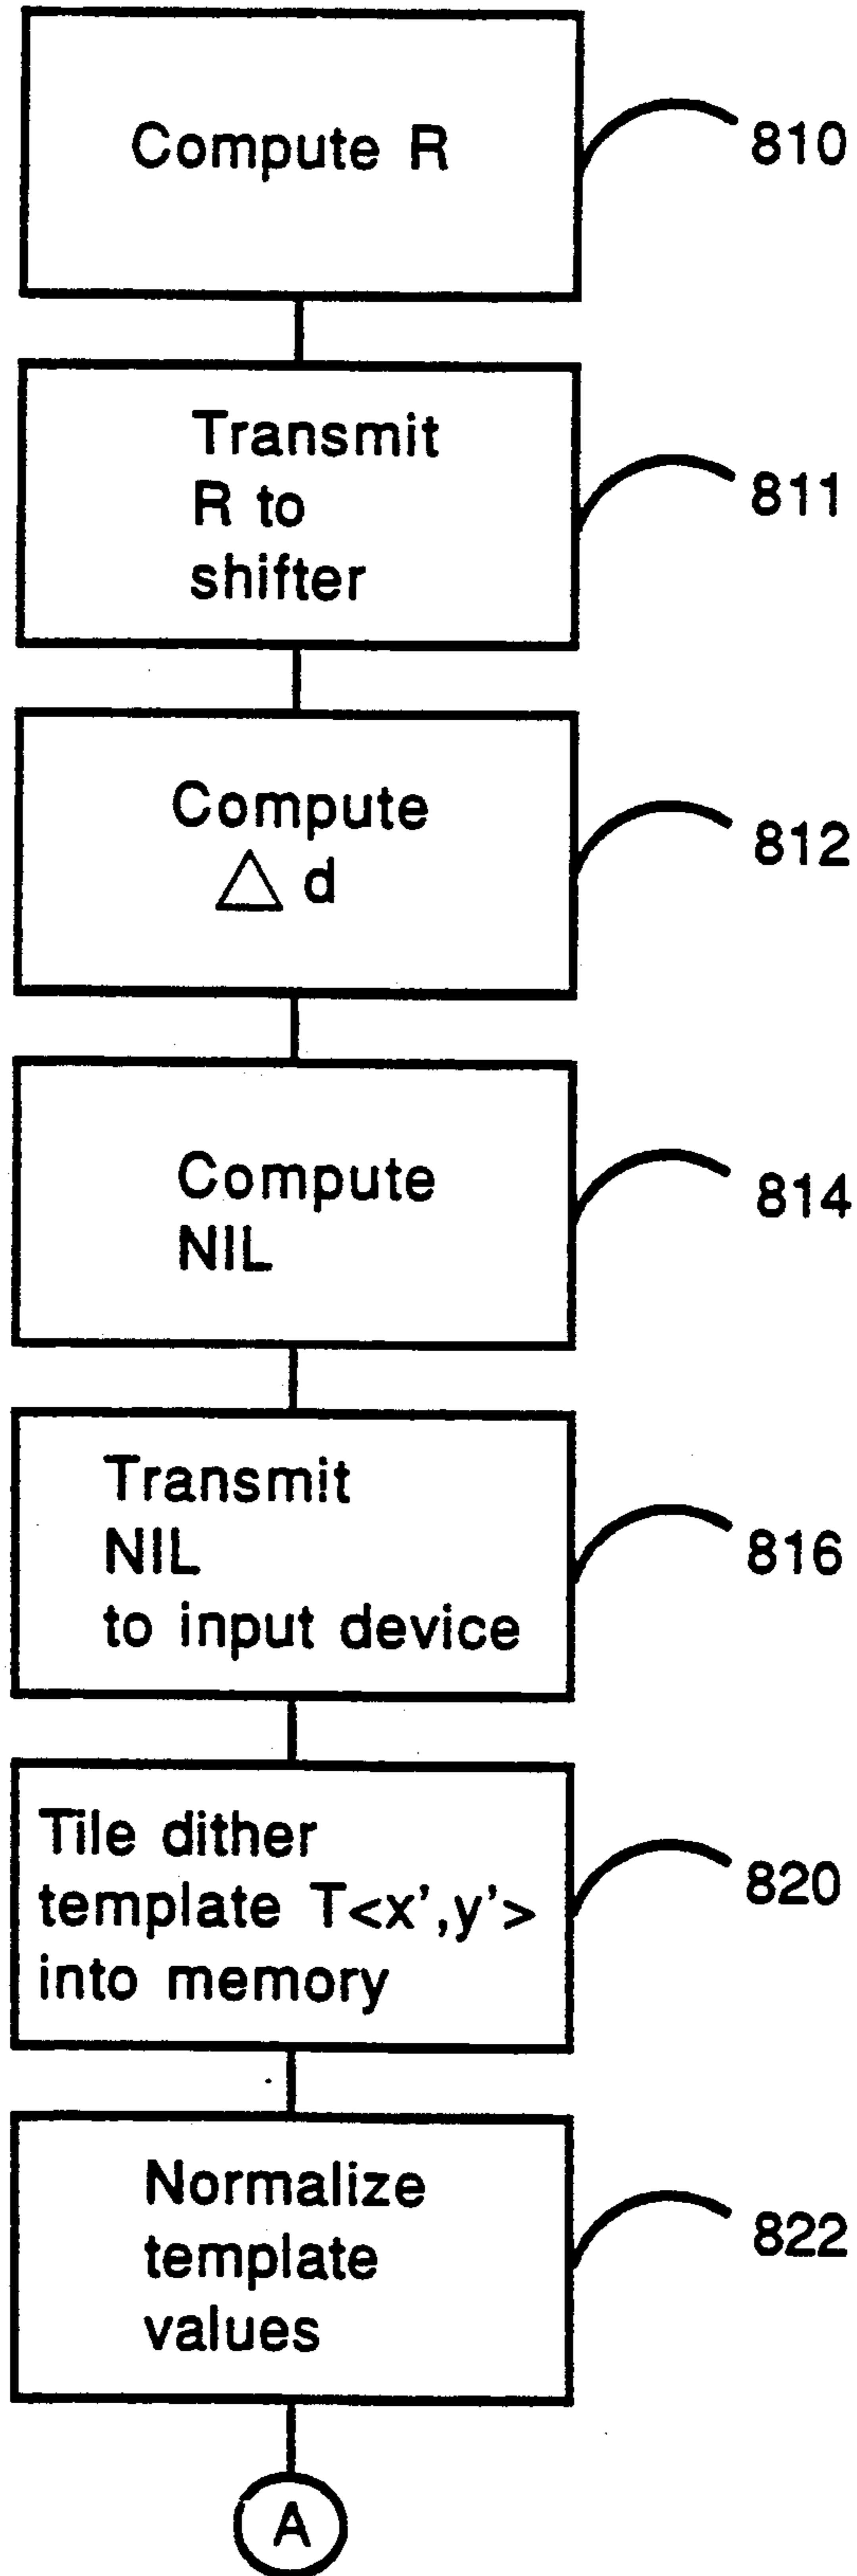 Compute R
810
Transmit
R to
shifter
811
Compute
△ d
812
Compute
NIL
814
Transmit
NIL
to input device
816
Tile dither
template T<x',y'>
into memory
820
Normalize
template
values
822
A